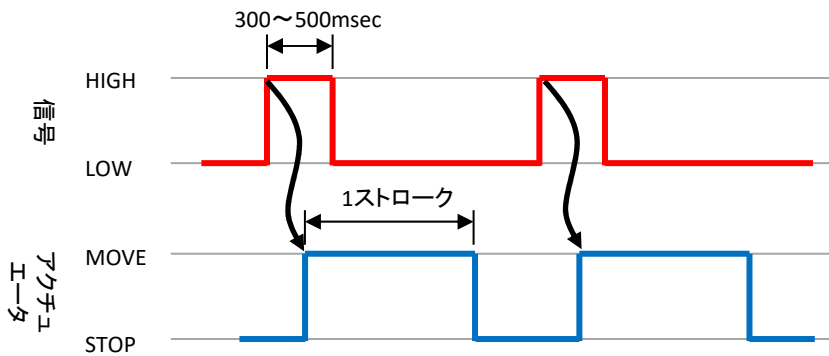 300～500msec
HIGH
信号
LOW
1ストローク
MOVE
アクチュ
エータ
STOP